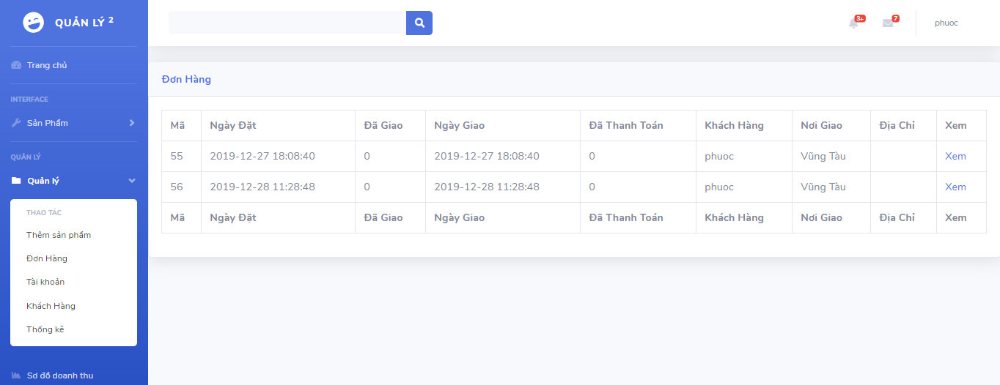 QUẢN LÝ 2
3+
7
phuoc
Trang chủ
INTERFACE
Sản Phẩm
QUẢN LÝ
Quản lý
THAO TÁC
Thêm sản phẩm
Đơn Hàng
Tài khoản
Khách Hàng
Thống kê
Sơ đồ doanh thu
Đơn Hàng
Mã Ngày Đặt Đã Giao Ngày Giao Đã Thanh Toán Khách Hàng Nơi Giao Địa Chỉ Xem
55 2019-12-27 18:08:40 0 2019-12-27 18:08:40 0 phuoc Vũng Tàu Xem
56 2019-12-28 11:28:48 0 2019-12-28 11:28:48 0 phuoc Vũng Tàu Xem
Mã Ngày Đặt Đã Giao Ngày Giao Đã Thanh Toán Khách Hàng Nơi Giao Địa Chỉ Xem